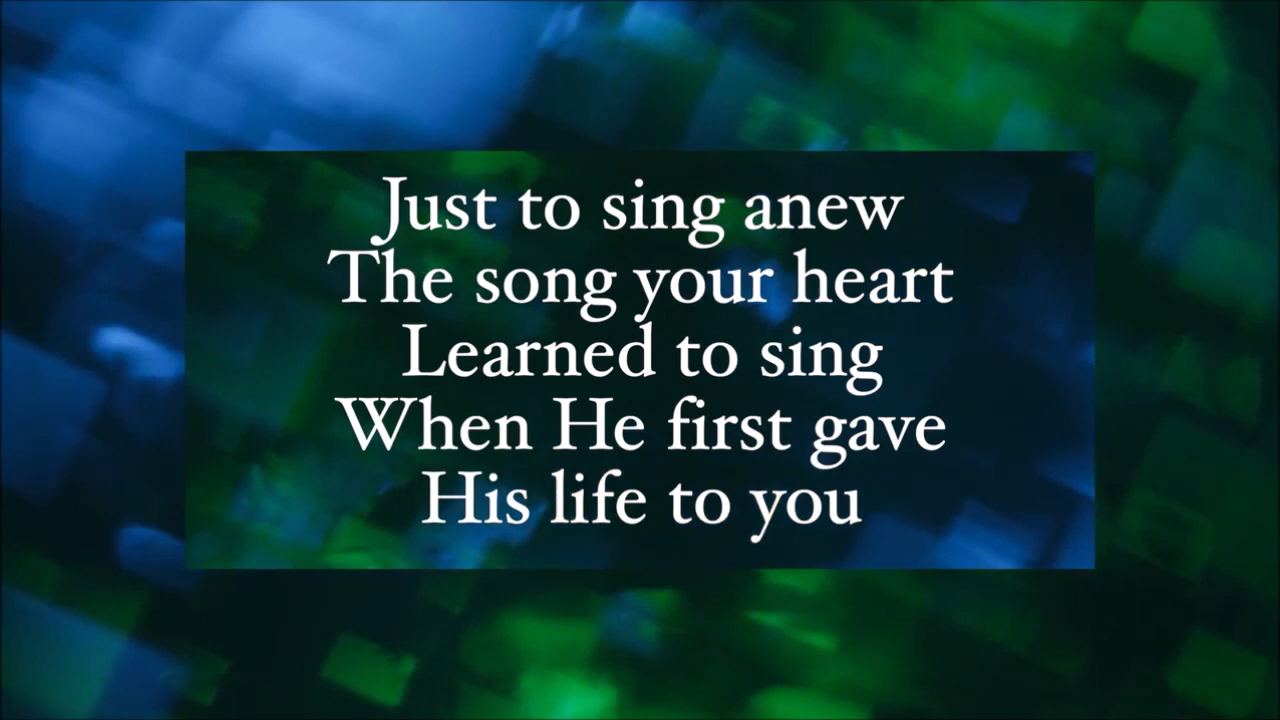 Just to sing anew
The song your heart
Learned to sing
When He first gave
His life to you